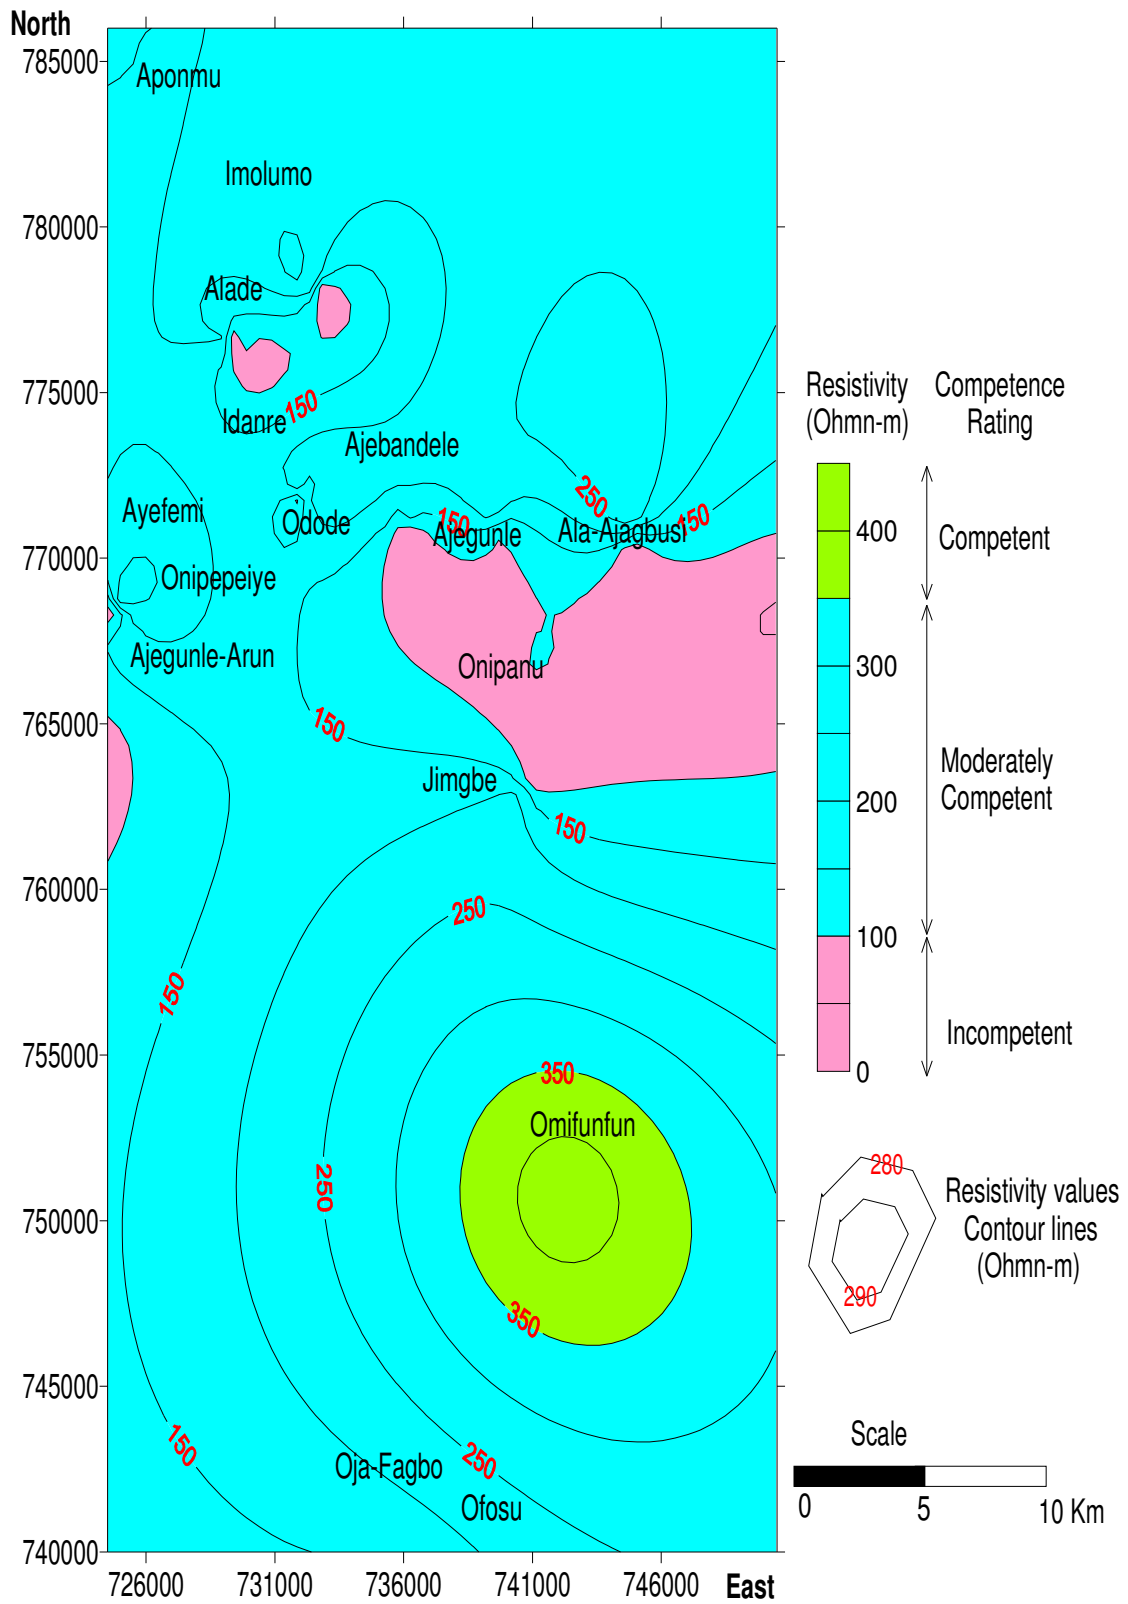 North
785000
Aponmu
Imolumo
780000
Alade
775000
150
Idanre
Ajebandele
250
Ayefemi
Odode
150
Ajegunle
Ala-Ajagbusi
150
770000
Onipepeiye
Ajegunle-Arun
Onipanu
765000
150
Jimgbe
150
760000
250
150
755000
350
Omifunfun
250
750000
350
745000
150
Oja-Fagbo
250
Ofosu
740000
726000 731000 736000 741000 746000 East
Resistivity
(Ohmn-m)
Competence
Rating
400
Competent
300
Moderately
Competent
200
100
Incompetent
0
280
290
Resistivity values
Contour lines
(Ohmn-m)
Scale
0 5 10 Km